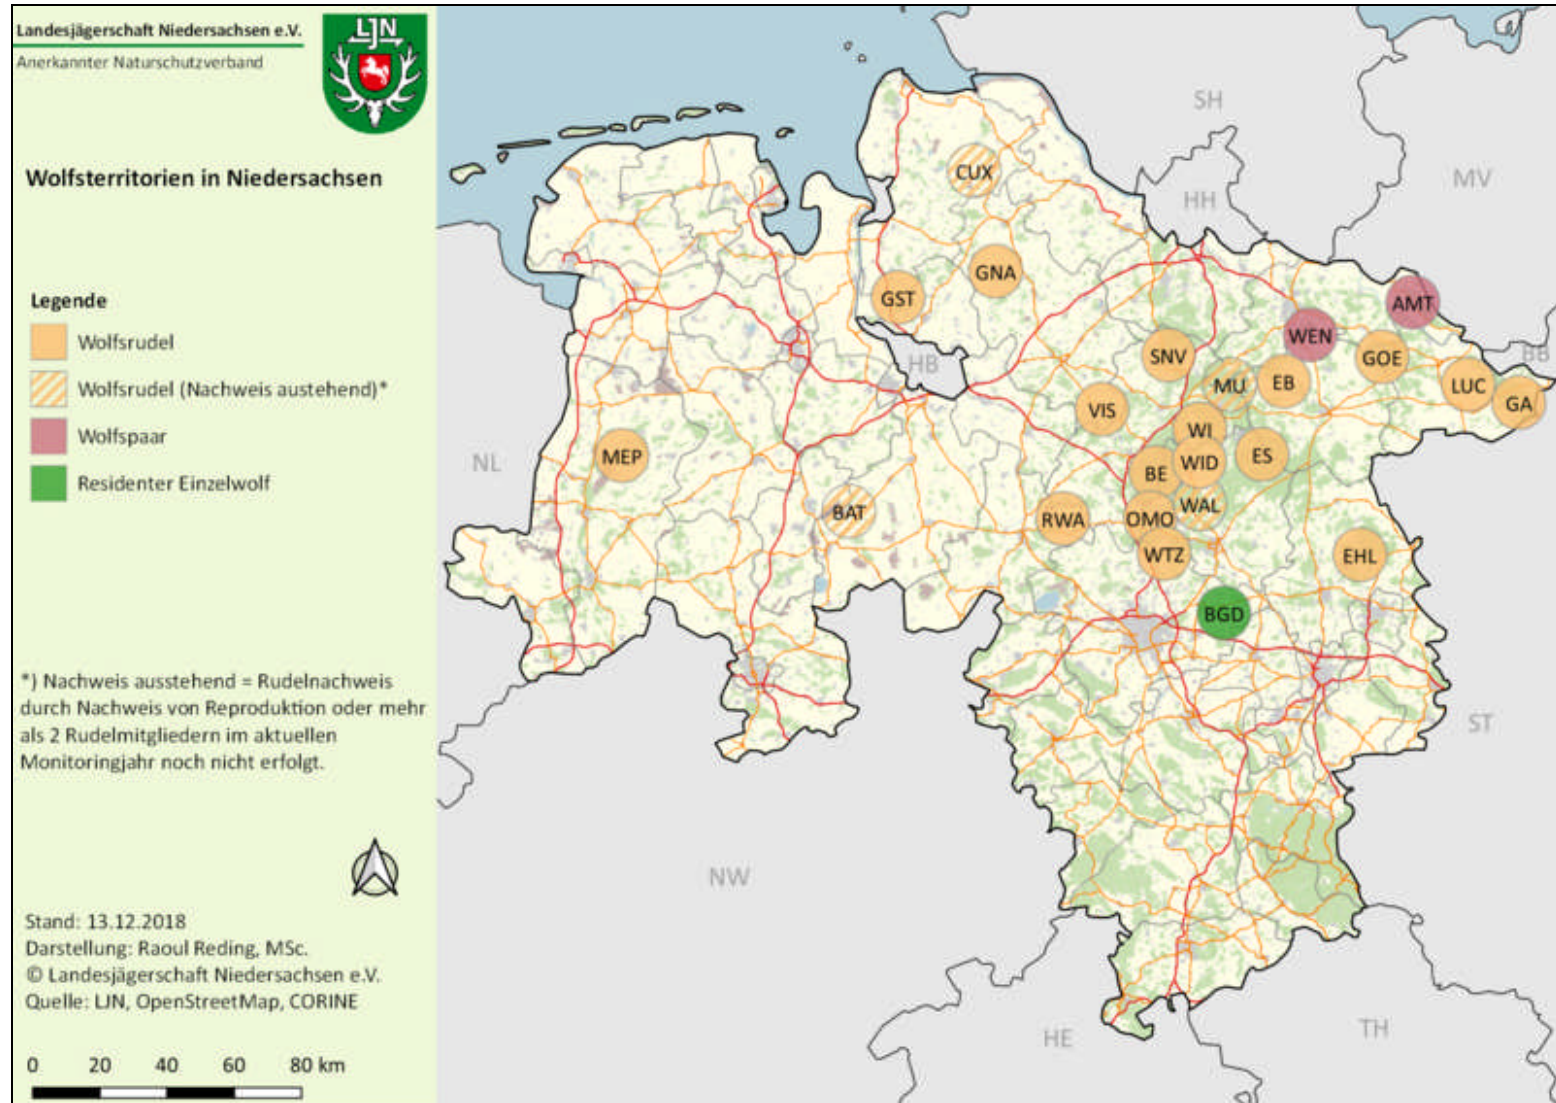 Landesjägerschaft Niedersachsen e.V.
Anerkannter Naturschutzverband
LJN
Wolfsterritorien in Niedersachsen
Legende
Wolfsrudel
Wolfsrudel (Nachweis austehend)*
Wolfspaar
Residenter Einzelwolf
*) Nachweis ausstehend = Rudelnachweis
durch Nachweis von Reproduktion oder mehr
als 2 Rudelmitgliedern im aktuellen
Monitoringjahr noch nicht erfolgt.
Stand: 13.12.2018
Darstellung: Raoul Reding, MSc.
© Landesjägerschaft Niedersachsen e.V.
Quelle: LJN, OpenStreetMap, CORINE
0 20 40 60 80 km
SH
CUX
MV
HH
GNA
GST
AMT
WEN
SNV
GOE
BB
HB
MU
EB
LUC
VIS
GA
WI
MEP
NL
BE
WID
ES
BAT
RWA
OMO
WAL
WTZ
EHL
BGD
ST
NW
HE
TH